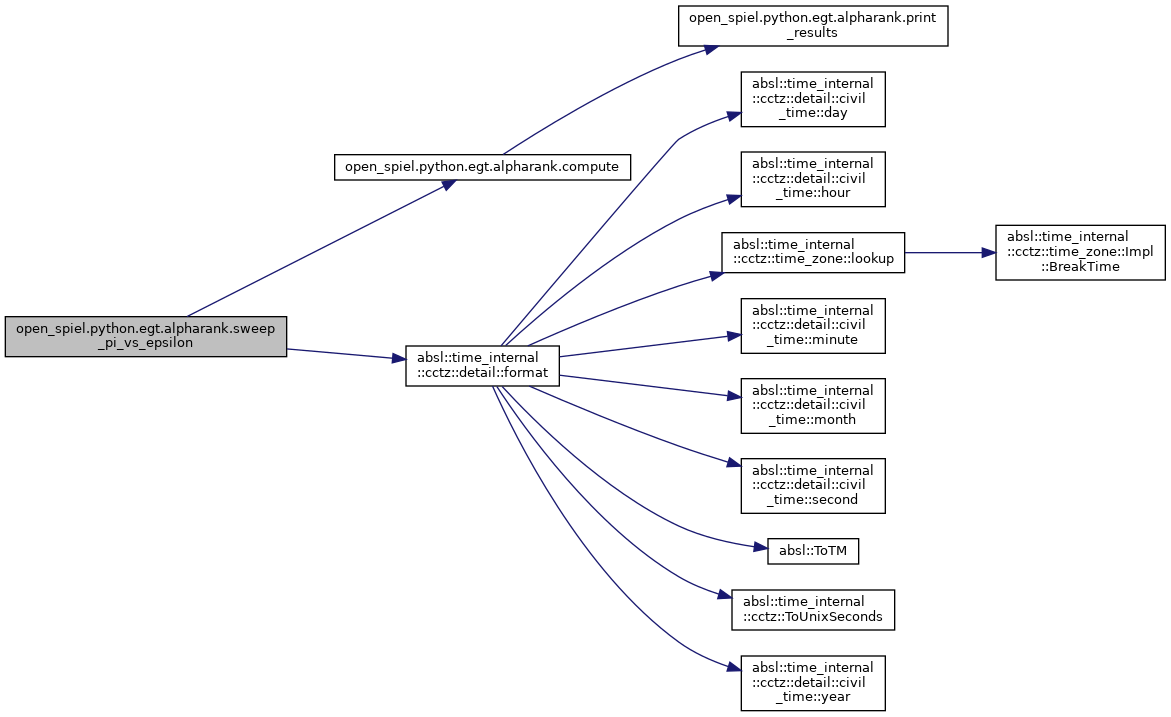 open_spiel.python.egt.alpharank.print
_results
absl::time_internal
::cctz::detail::civil
_time::day
absl::time_internal
::cctz::detail::civil
_time::hour
open_spiel.python.egt.alpharank.compute
absl::time_internal
::cctz::time_zone::lookup
absl::time_internal
::cctz::time_zone::Impl
::BreakTime
absl::time_internal
::cctz::detail::civil
_time::minute
open_spiel.python.egt.alpharank.sweep
_pi_vs_epsilon
absl::time_internal
::cctz::detail::format
absl::time_internal
::cctz::detail::civil
_time::month
absl::time_internal
::cctz::detail::civil
_time::second
absl::ToTM
absl::time_internal
::cctz::ToUnixSeconds
absl::time_internal
::cctz::detail::civil
_time::year